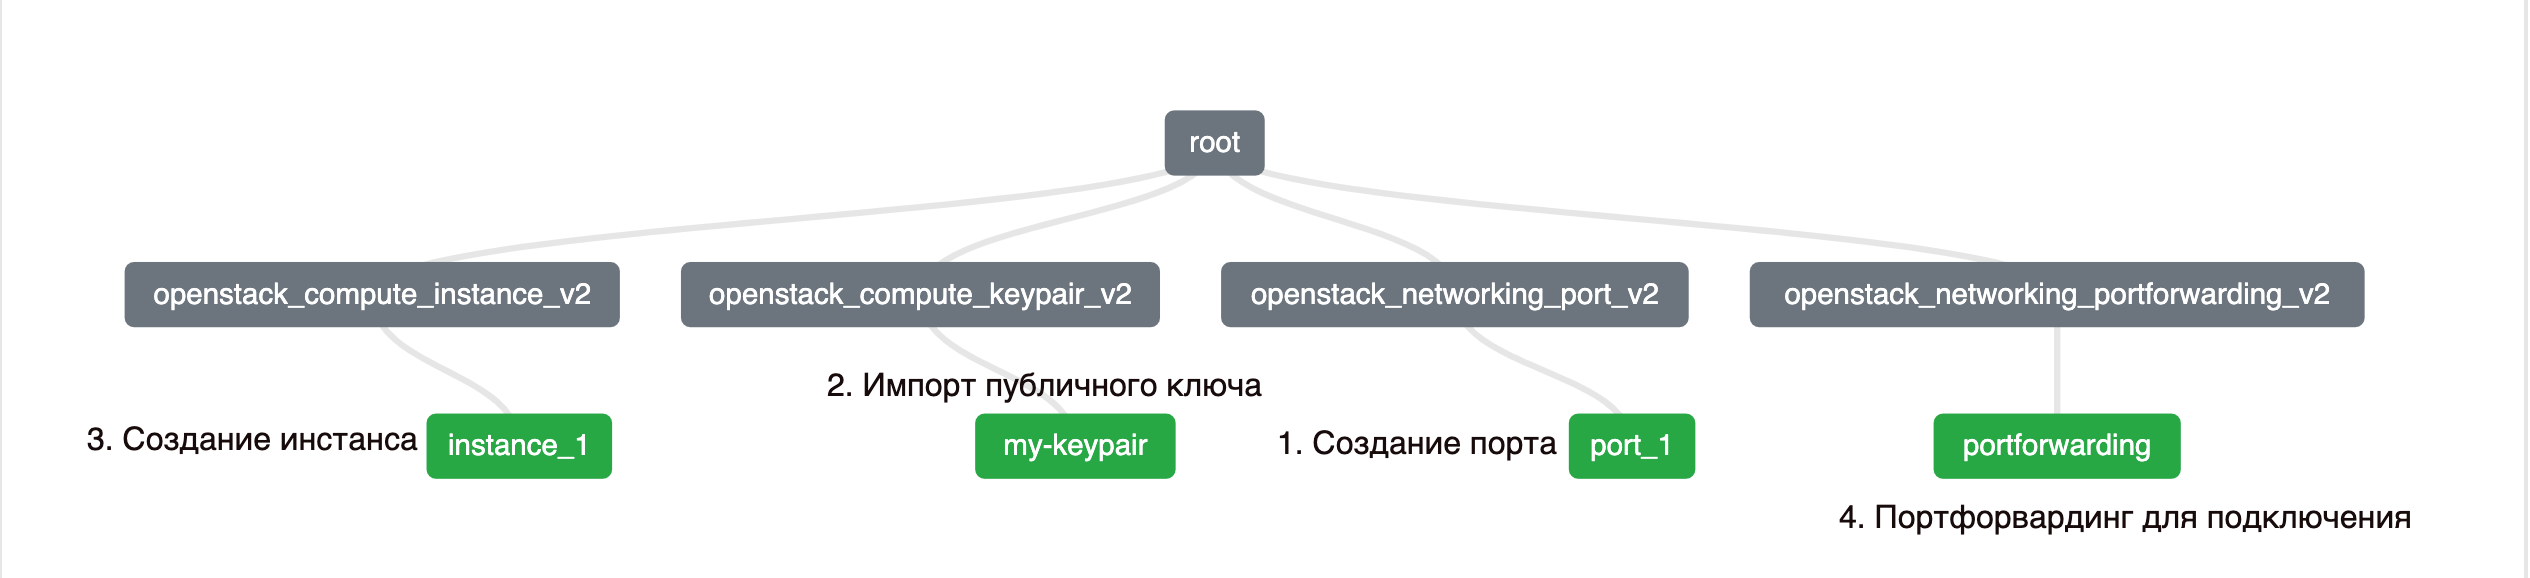 root
openstack_compute_instance_v2
openstack_compute_keypair_v2
openstack_networking_port_v2
openstack_networking_portforwarding_v2
2. Импорт публичного ключа
3. Создание инстанса
instance_1
my-keypair
1. Создание порта
port_1
portforwarding
4. Портфорвардинг для подключения